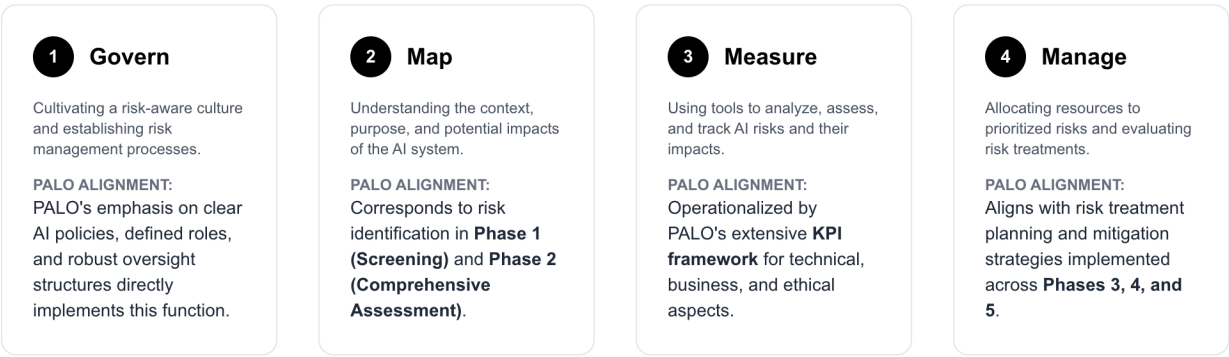 1 Govern
Cultivating a risk-aware culture
and establishing risk
management processes.
PALO ALIGNMENT:
PALO's emphasis on clear
AI policies, defined roles,
and robust oversight
structures directly
implements this function.
2 Map
Understanding the context,
purpose, and potential impacts
of the AI system.
PALO ALIGNMENT:
Corresponds to risk
identification in Phase 1
(Screening) and Phase 2
(Comprehensive
Assessment).
3 Measure
Using tools to analyze, assess,
and track AI risks and their
impacts.
PALO ALIGNMENT:
Operationalized by
PALO's extensive KPI
framework for technical,
business, and ethical
aspects.
4 Manage
Allocating resources to
prioritized risks and evaluating
risk treatments.
PALO ALIGNMENT:
Aligns with risk treatment
planning and mitigation
strategies implemented
across Phases 3, 4, and
5.